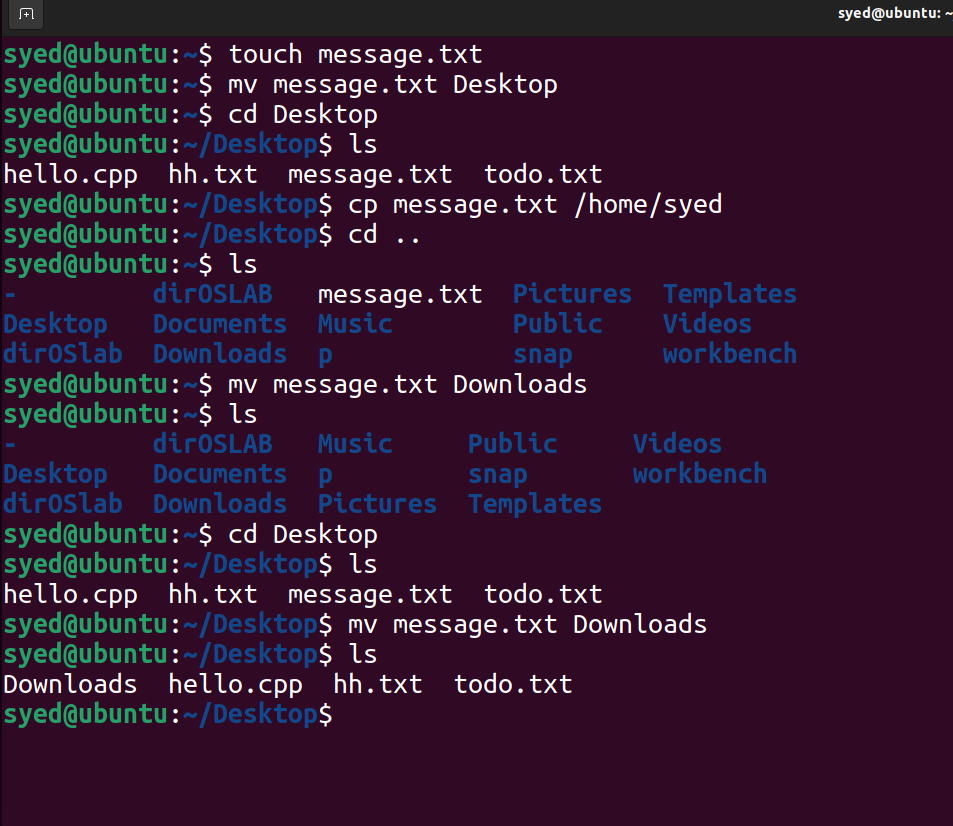 syed@ubuntu: ~
syed@ubuntu:~$ touch message.txt
syed@ubuntu:~$ mv message.txt Desktop
syed@ubuntu:~$ cd Desktop
syed@ubuntu:~/Desktop$ ls
hello.cpp  hh.txt  message.txt  todo.txt
syed@ubuntu:~/Desktop$ cp message.txt /home/syed
syed@ubuntu:~/Desktop$ cd ..
syed@ubuntu:~$ ls
-         dirOSLAB   message.txt  Pictures  Templates
Desktop   Documents  Music        Public    Videos
dirOSlab  Downloads  p            snap      workbench
syed@ubuntu:~$ mv message.txt Downloads
syed@ubuntu:~$ ls
-         dirOSLAB   Music     Public     Videos
Desktop   Documents  p         snap       workbench
dirOSlab  Downloads  Pictures  Templates
syed@ubuntu:~$ cd Desktop
syed@ubuntu:~/Desktop$ ls
hello.cpp  hh.txt  message.txt  todo.txt
syed@ubuntu:~/Desktop$ mv message.txt Downloads
syed@ubuntu:~/Desktop$ ls
Downloads  hello.cpp  hh.txt  todo.txt
syed@ubuntu:~/Desktop$